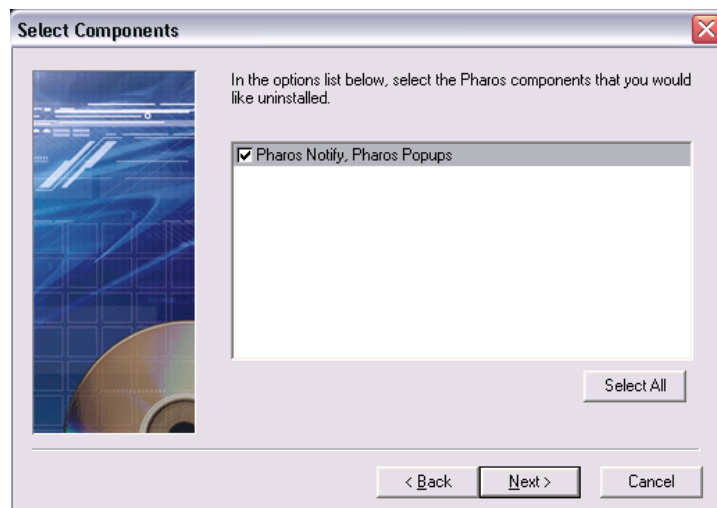 Select Components
In the options list below, select the Pharos components that you would
like uninstalled.
Pharos Notify, Pharos Popups
Select All
< Back
Next >
Cancel